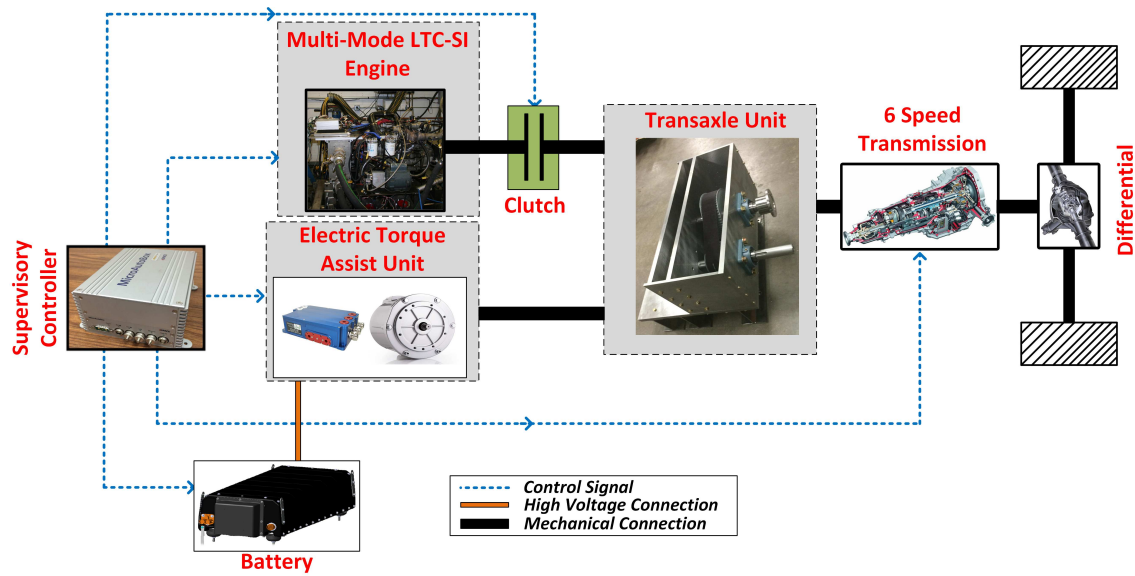 Multi-Mode LTC-SI
Engine
Clutch
Transaxle Unit
6 Speed
Transmission
Differential
Supervisory
Controller
MicroAutoBox
Electric Torque
Assist Unit
Battery
Control Signal
High Voltage Connection
Mechanical Connection